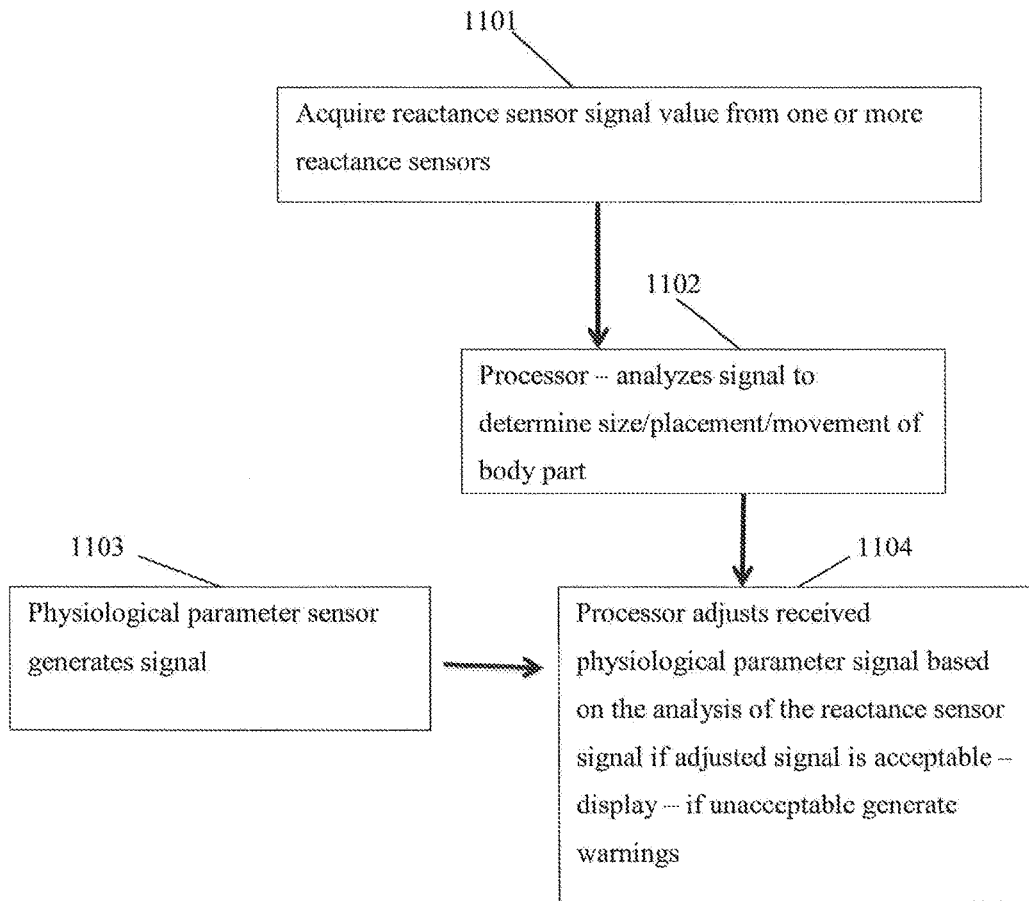 1101
Acquire reactance sensor signal value from one or more
reactance sensors
1102
Processor – analyzes signal to
determine size/placement/movement of
body part
1103
Physiological parameter sensor
generates signal
1104
Processor adjusts received
physiological parameter signal based
on the analysis of the reactance sensor
signal if adjusted signal is acceptable –
display – if unacceptable generate
warnings